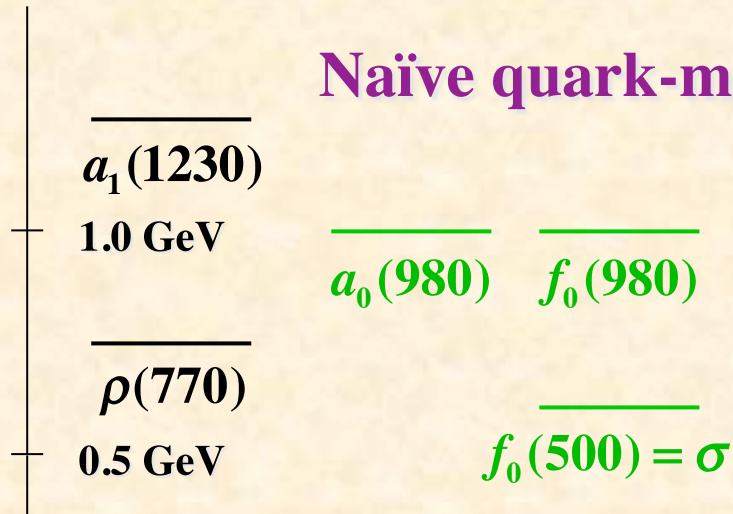 Naïve quark-m
a₁(1230)
1.0 GeV
a₀(980)
f₀(980)
ρ(770)
0.5 GeV
f₀(500) = σ